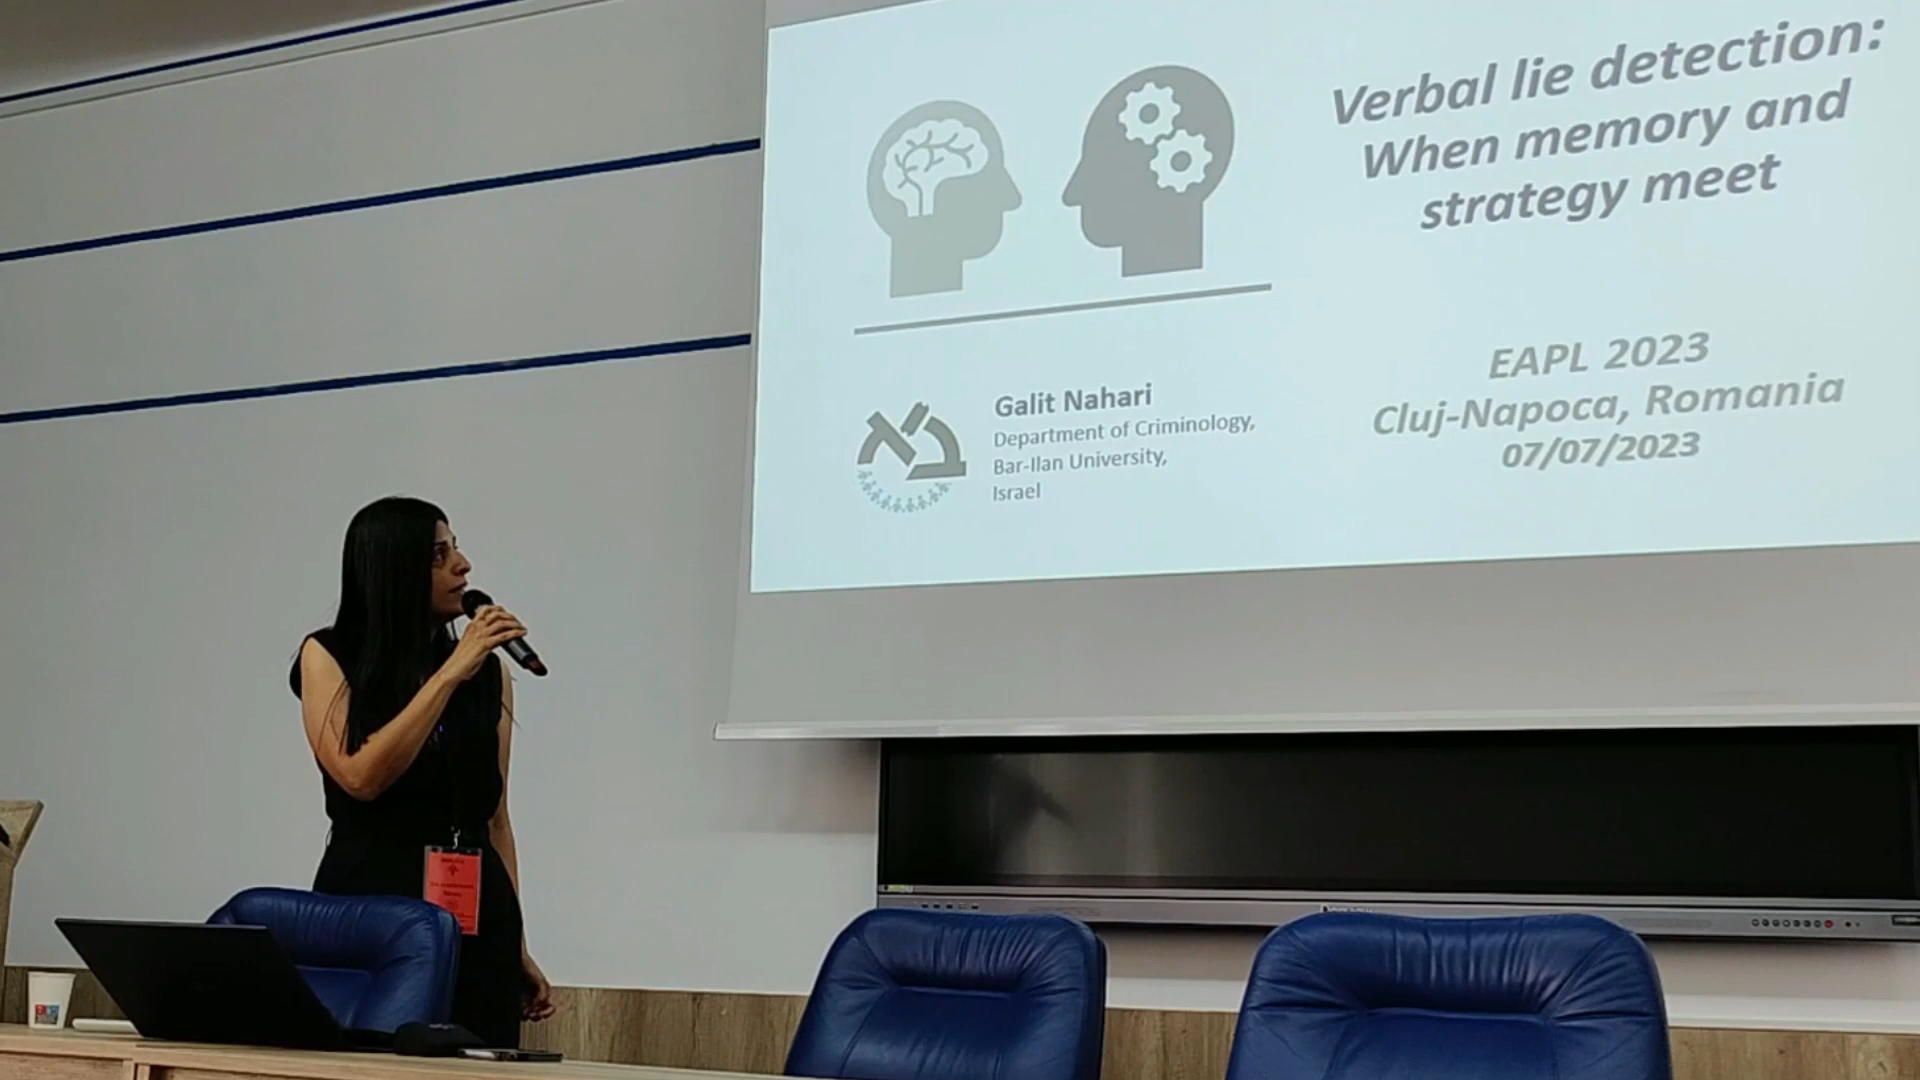 Verbal lie detection:
When memory and
strategy meet
EAPL 2023
Cluj-Napoca, Romania
07/07/2023
Galit Nahari
Department of Criminology,
Bar-Ilan University,
Israel